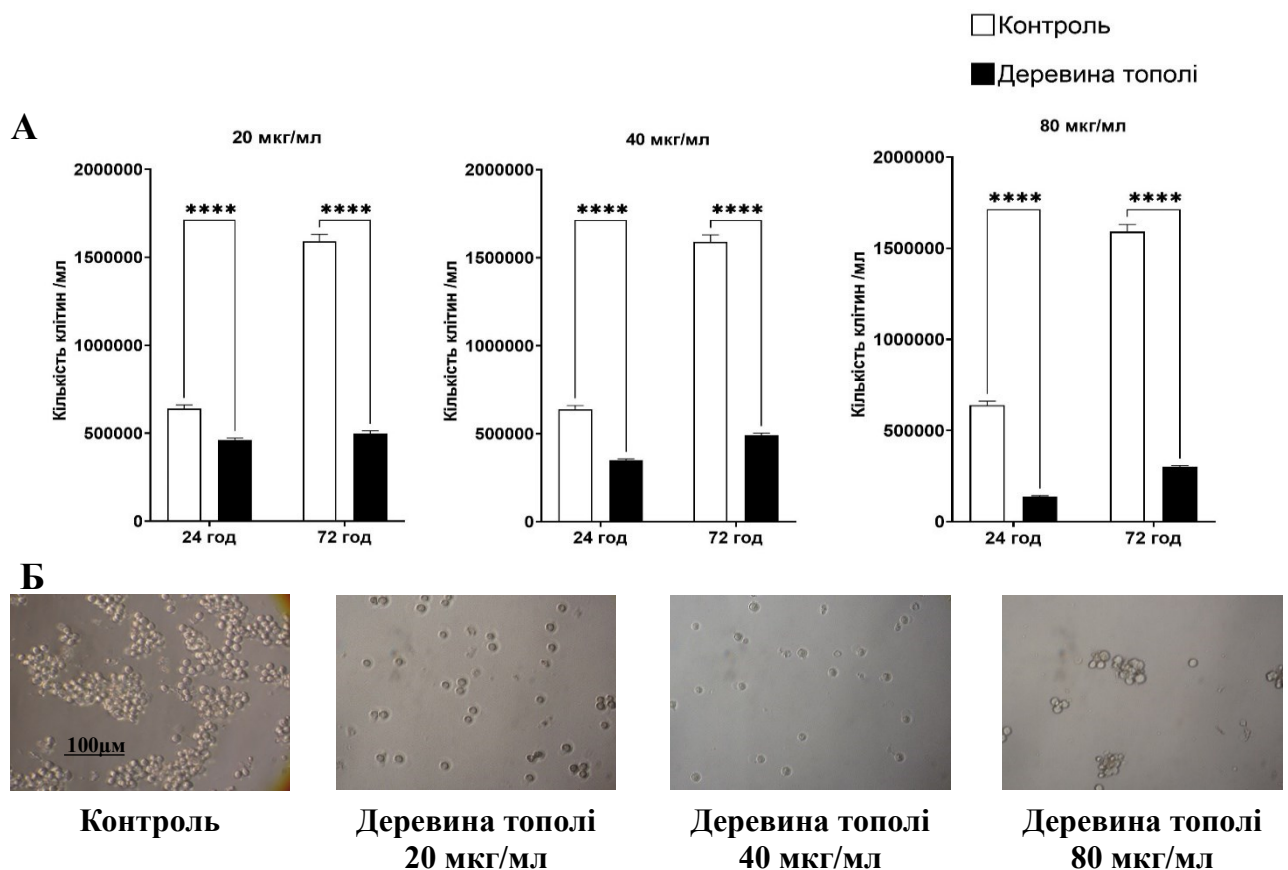 Контроль
Деревина тополі
А
20 мкг/мл
40 мкг/мл
80 мкг/мл
Кількість клітин /мл
2000000
1500000
1000000
500000
0
****
****
24 год
72 год
Кількість клітин /мл
2000000
1500000
1000000
500000
0
****
****
24 год
72 год
Кількість клітин /мл
2000000
1500000
1000000
500000
0
****
****
24 год
72 год
Б
100μм
Контроль
Деревина тополі
20 мкг/мл
Деревина тополі
40 мкг/мл
Деревина тополі
80 мкг/мл